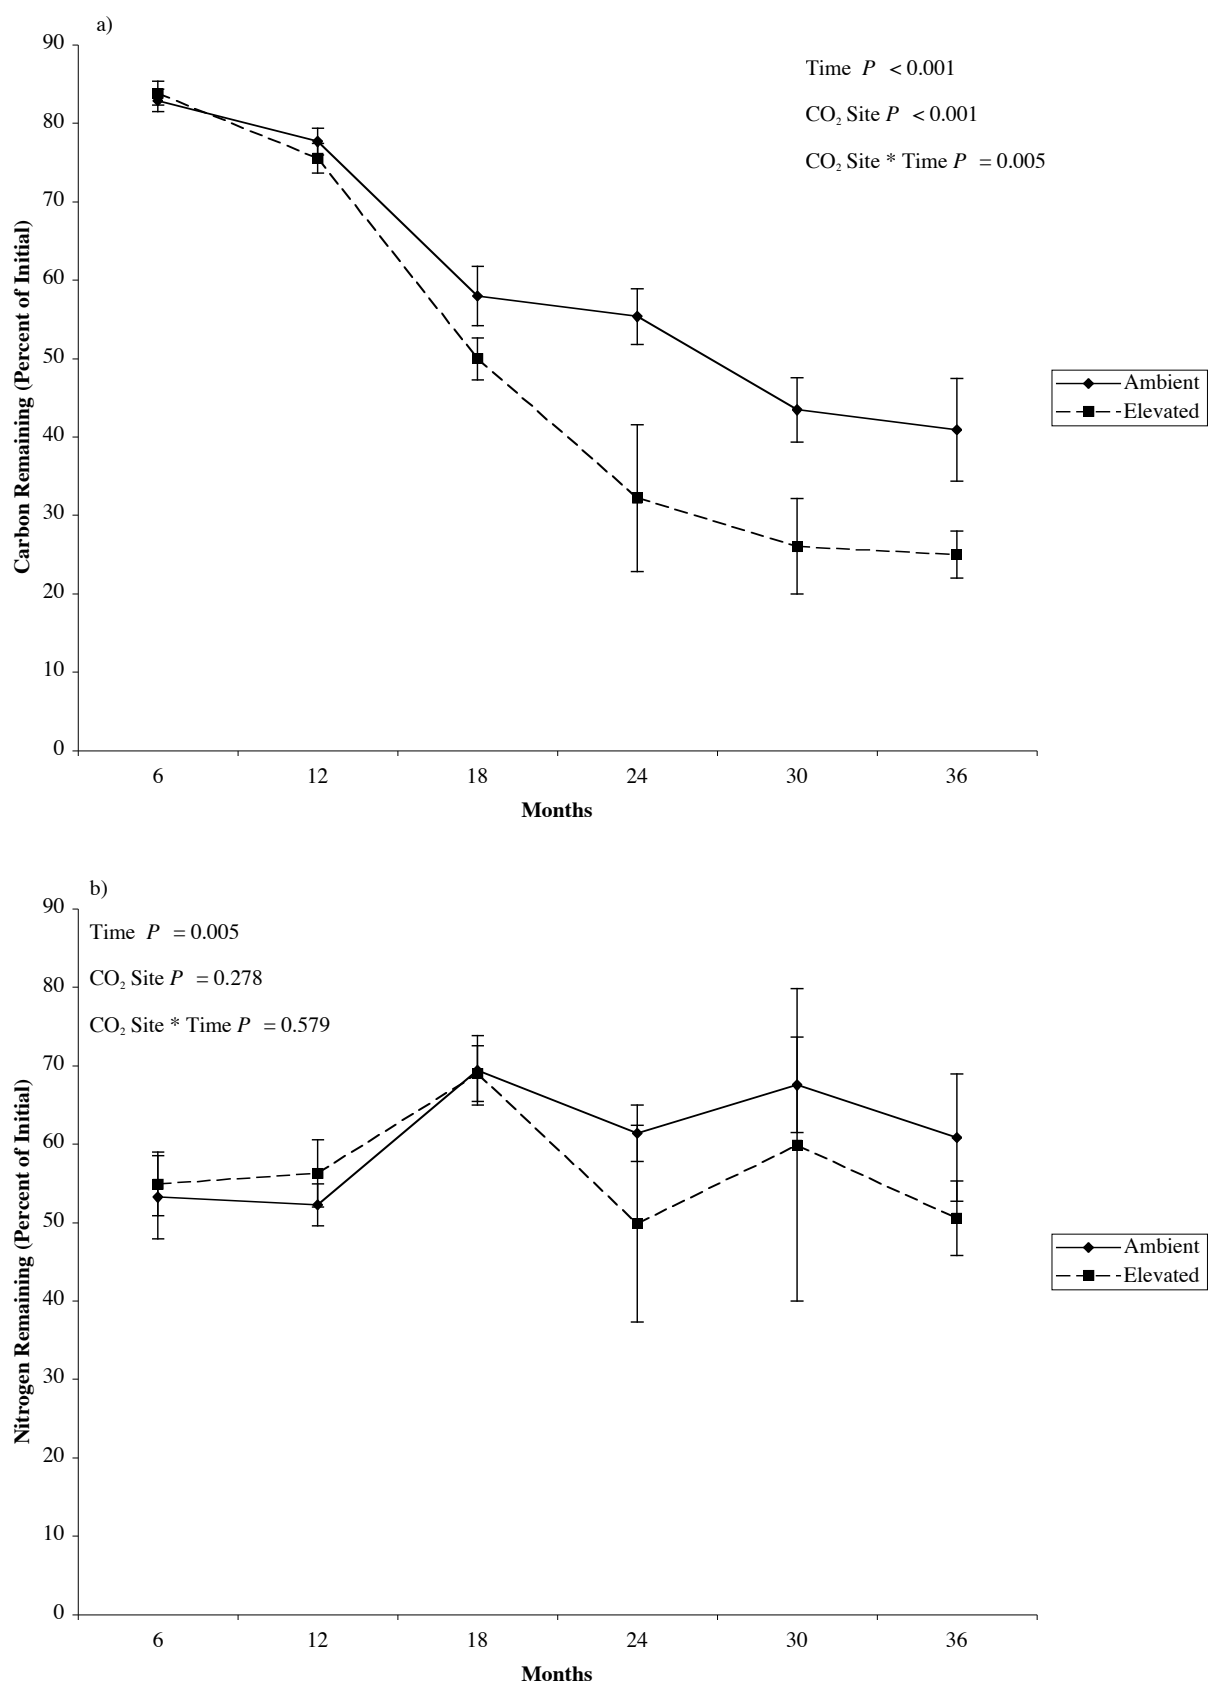 a)
90
80
70
60
50
40
30
20
10
0
Carbon Remaining (Percent of Initial)
Time P < 0.001
CO₂ Site P < 0.001
CO₂ Site * Time P = 0.005
Ambient
Elevated
6 12 18 24 30 36
Months
b)
90
80
70
60
50
40
30
20
10
0
Nitrogen Remaining (Percent of Initial)
Time P = 0.005
CO₂ Site P = 0.278
CO₂ Site * Time P = 0.579
Ambient
Elevated
6 12 18 24 30 36
Months